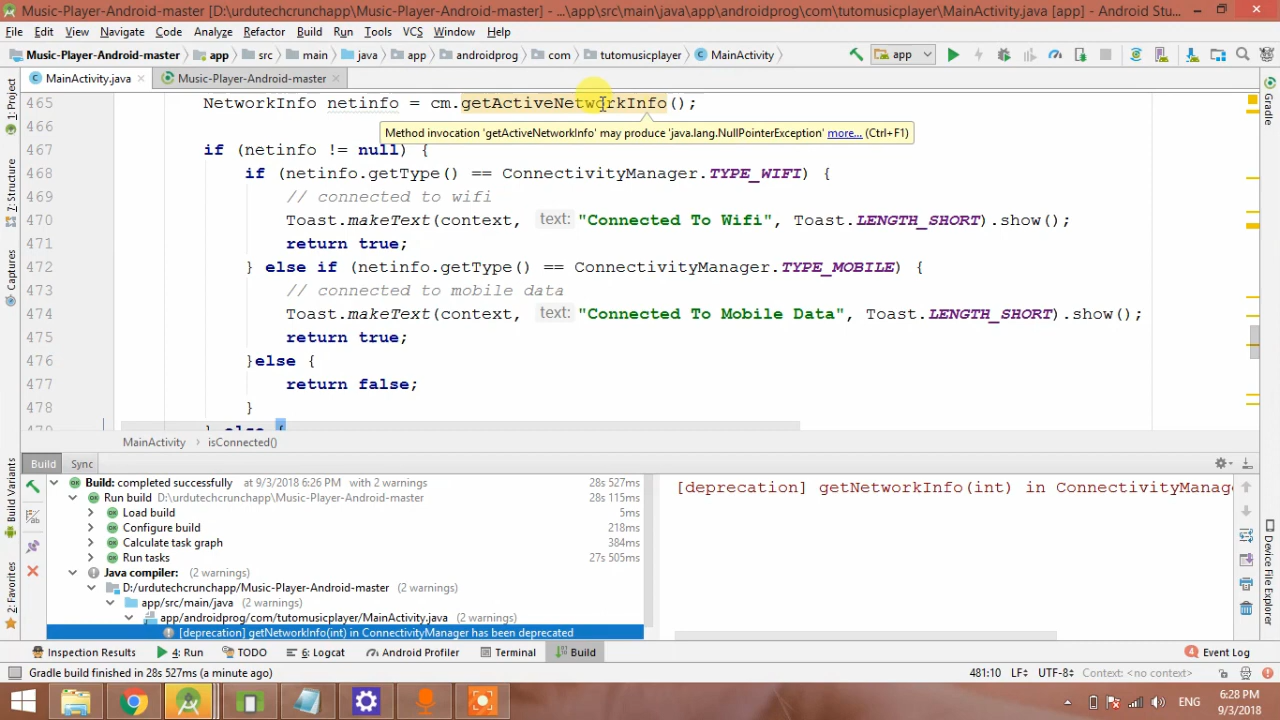 Music-Player-Android-master [D:\urdutechcrunchapp\Music-Player-Android-master] - ...\app\src\main\java\app\androidprog\com\tutomusicplayer\MainActivity.java [app] - Android Stu...
File Edit View Navigate Code Analyze Refactor Build Run Tools VCS Window Help
Music-Player-Android-master app src main java app androidprog com tutomusicplayer MainActivity app
MainActivity.java Music-Player-Android-master
465 NetworkInfo netinfo = cm.getActiveNetworkInfo();
466
Method invocation 'getActiveNetworkInfo' may produce 'java.lang.NullPointerException' more... (Ctrl+F1)
467 if (netinfo != null) {
468 if (netinfo.getType() == ConnectivityManager.TYPE_WIFI) {
469 // connected to wifi
470 Toast.makeText(context, text: "Connected To Wifi", Toast.LENGTH_SHORT).show();
471 return true;
472 } else if (netinfo.getType() == ConnectivityManager.TYPE_MOBILE) {
473 // connected to mobile data
474 Toast.makeText(context, text: "Connected To Mobile Data", Toast.LENGTH_SHORT).show();
475 return true;
476 }else {
477 return false;
478 }
479 } else {
MainActivity › isConnected()
Build Sync
Build: completed successfully at 9/3/2018 6:26 PM with 2 warnings 28s 527ms
Run build D:\urdutechcrunchapp\Music-Player-Android-master 28s 115ms
Load build 5ms
Configure build 218ms
Calculate task graph 384ms
Run tasks 27s 505ms
Java compiler: (2 warnings)
D:/urdutechcrunchapp/Music-Player-Android-master (2 warnings)
app/src/main/java (2 warnings)
app/androidprog/com/tutomusicplayer/MainActivity.java (2 warnings)
[deprecation] getNetworkInfo(int) in ConnectivityManager has been deprecated
[deprecation] getNetworkInfo(int) in ConnectivityManage
1: Project
7: Structure
Captures
Build Variants
2: Favorites
Gradle
Device File Explorer
Inspection Results 4: Run TODO 6: Logcat Android Profiler Terminal Build 4 Event Log
Gradle build finished in 28s 527ms (a minute ago) 481:10 LF÷ UTF-8÷ Context: <no context>
ENG
6:28 PM
9/3/2018